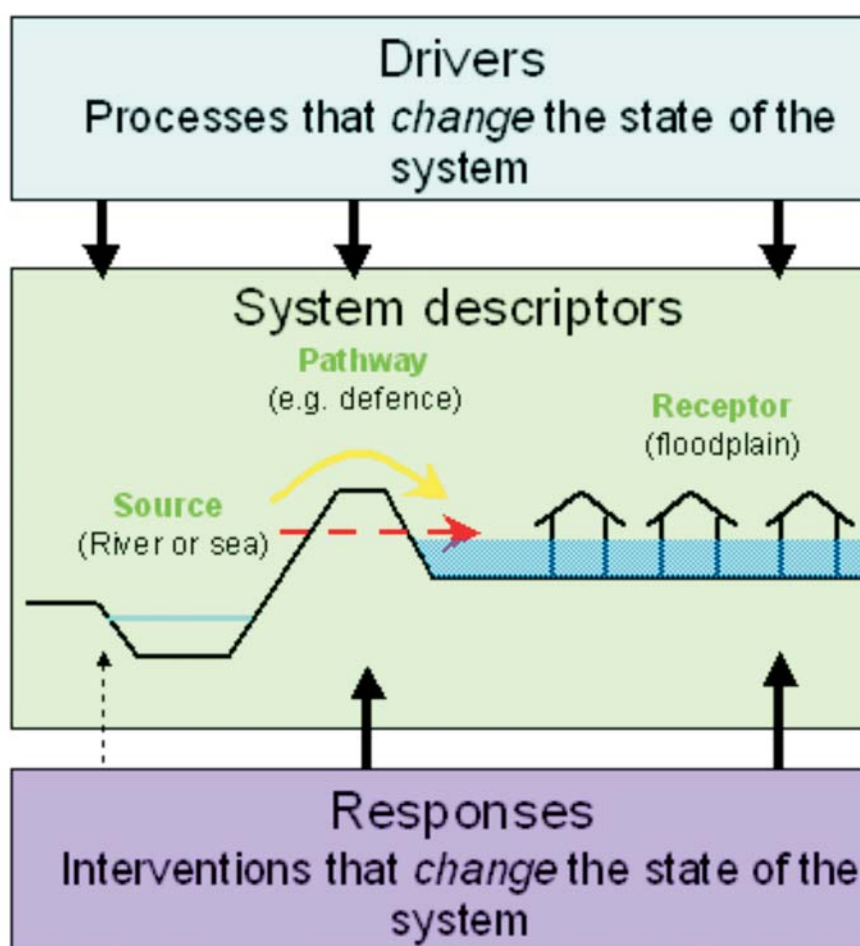 Drivers
Processes that change the state of the
system
System descriptors
Pathway
(e.g. defence)
Receptor
(floodplain)
Source
(River or sea)
Responses
Interventions that change the state of the
system